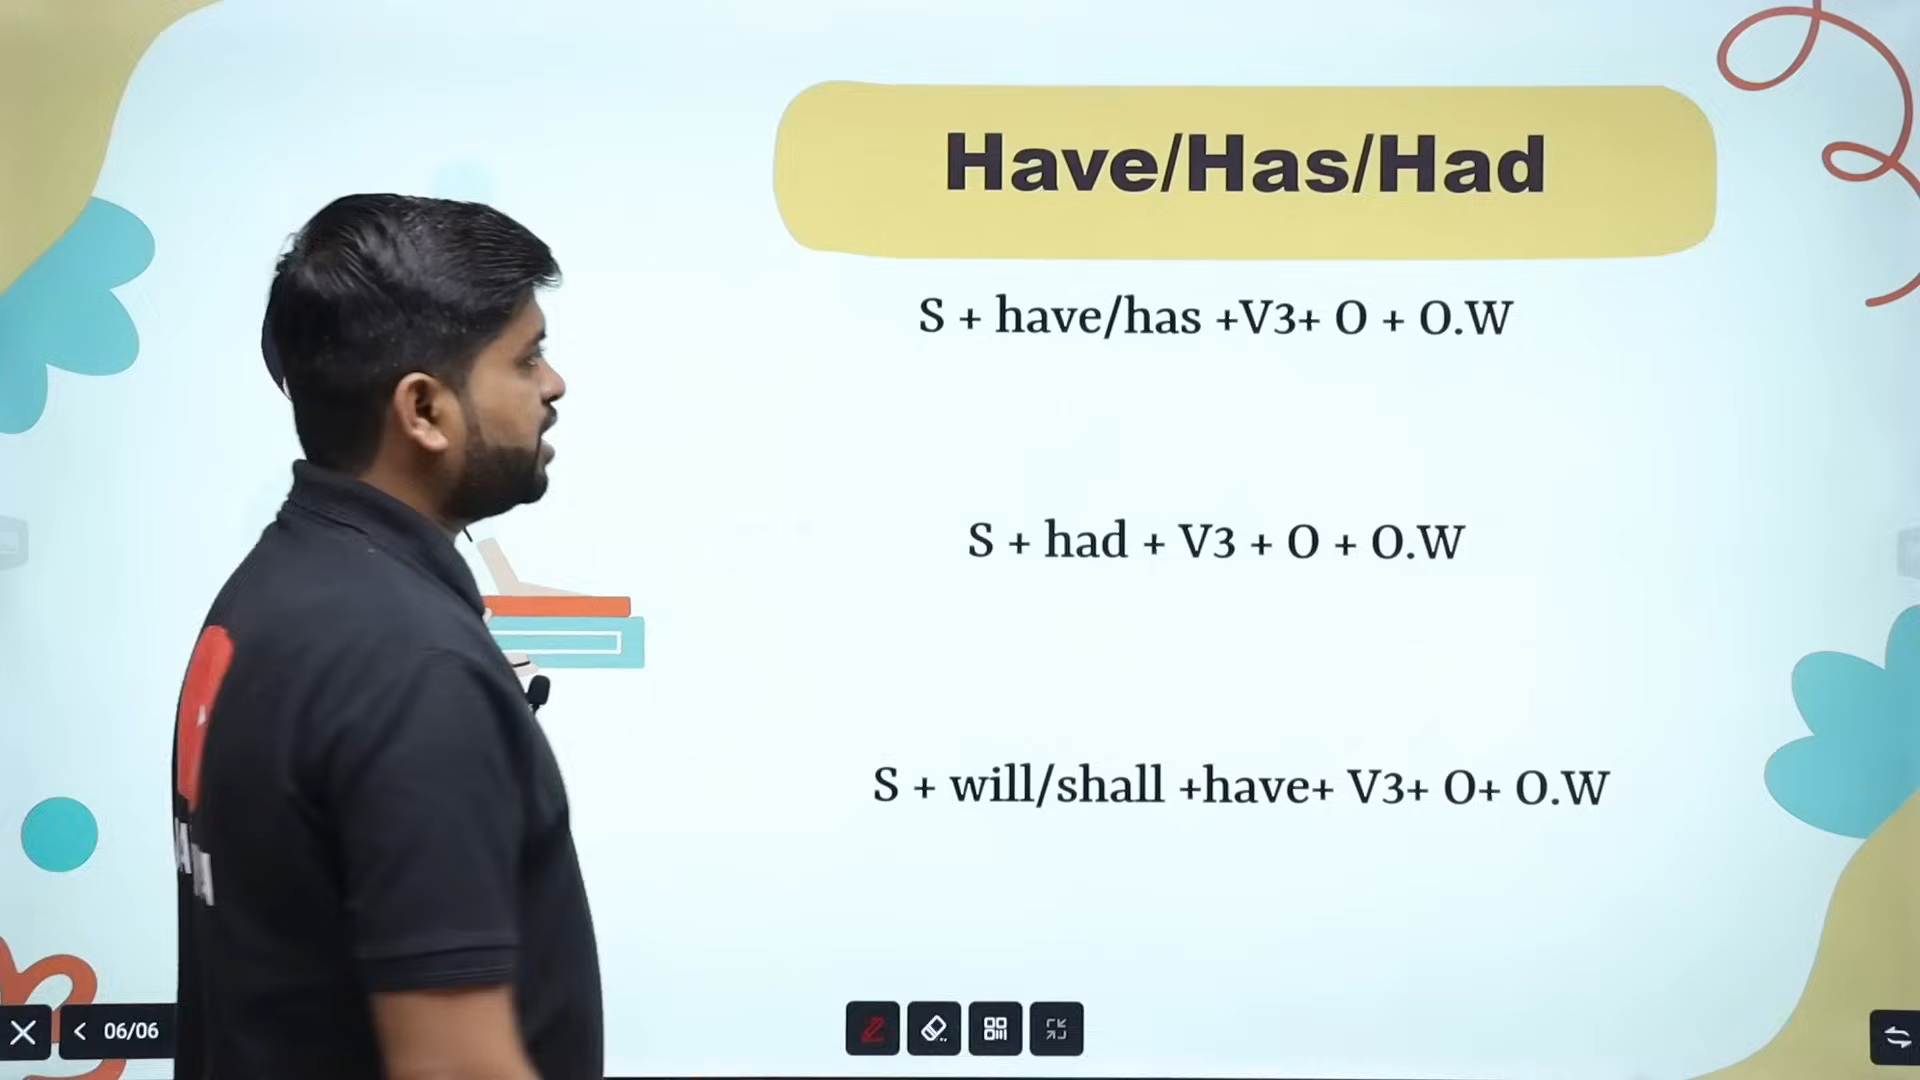 Have/Has/Had
S + have/has +V3+ O + O.W
S + had + V3 + O + O.W
S + will/shall +have+ V3+ O+ O.W
06/06